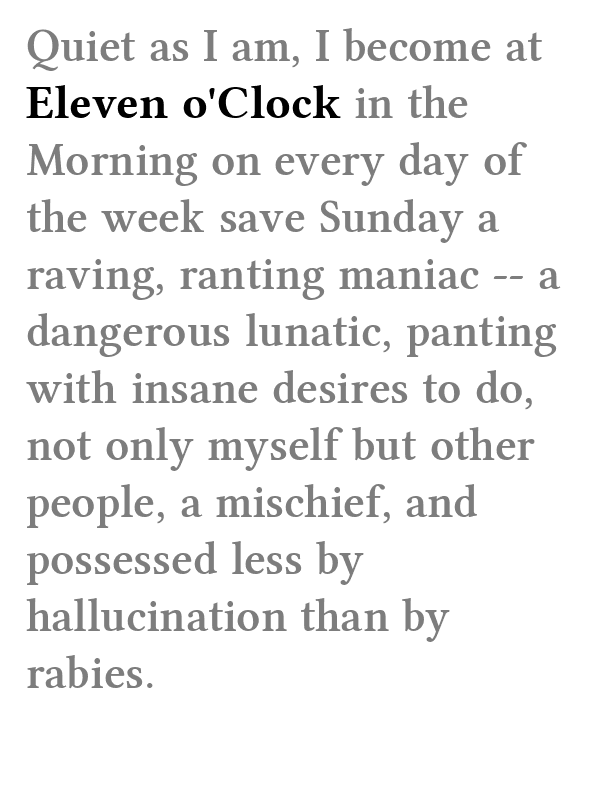 Quiet as I am, I become at
Eleven o'Clock in the
Morning on every day of
the week save Sunday a
raving, ranting maniac -- a
dangerous lunatic, panting
with insane desires to do,
not only myself but other
people, a mischief, and
possessed less by
hallucination than by
rabies.